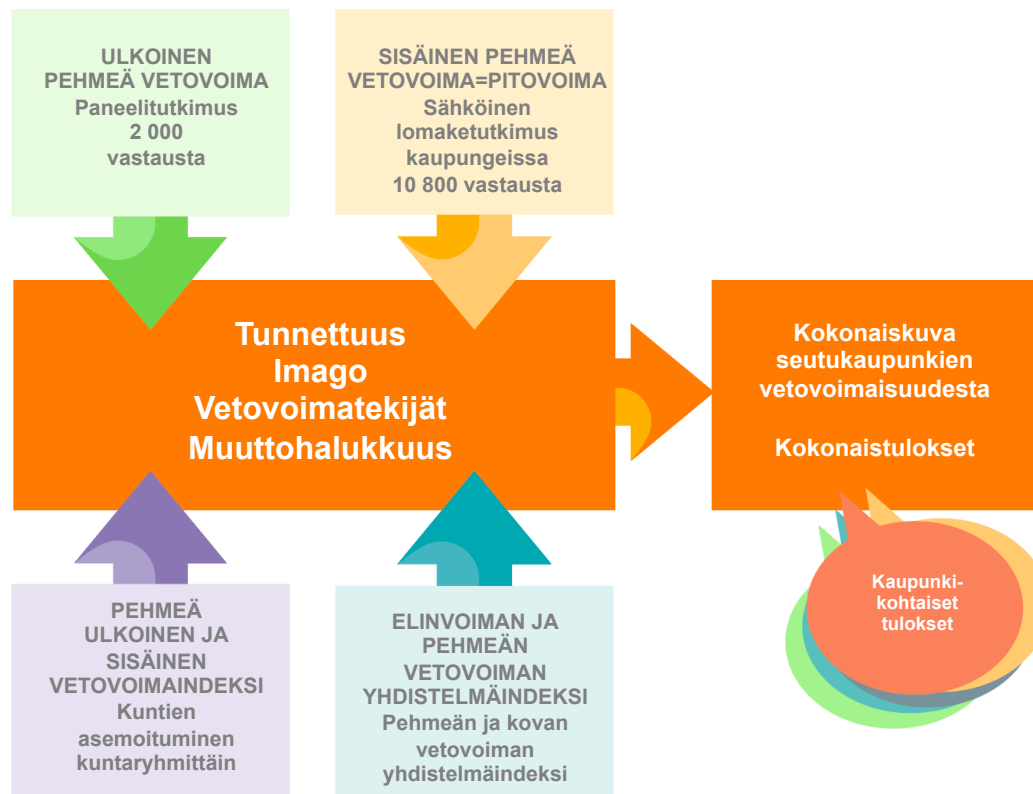 ULKOINEN
PEHMEÄ VETOVOIMA
Paneelitutkimus
2 000
vastausta
SISÄINEN PEHMEÄ
VETOVOIMA=PITOVOIMA
Sähköinen
lomaketutkimus
kaupungeissa
10 800 vastausta
Tunnettuus
Imago
Vetovoimatekijät
Muuttohalukkuus
Kokonaiskuva
seutukaupunkien
vetovoimaisuudesta
Kokonaistulokset
PEHMEÄ
ULKOINEN JA
SISÄINEN
VETOVOIMAINDEKSI
Kuntien
asemoituminen
kuntaryhmittäin
ELINVOIMAN JA
PEHMEÄN
VETOVOIMAN
YHDISTELMÄINDEKSI
Pehmeän ja kovan
vetovoiman
yhdistelmäindeksi
Kaupunki-
kohtaiset
tulokset